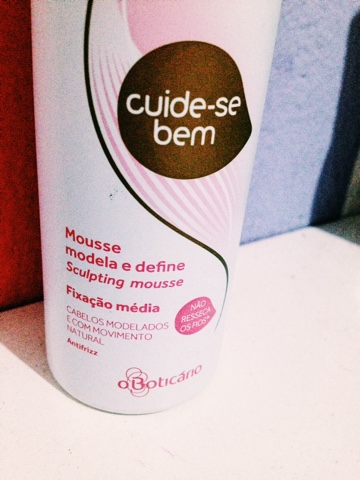 cuide-se
bem
Mousse
modela e define
Sculpting mousse
Fixação média
NÃO
RESSECA
OS FIOS
CABELOS MODELADOS
E COM MOVIMENTO
NATURAL
Antifrizz
oBoticário